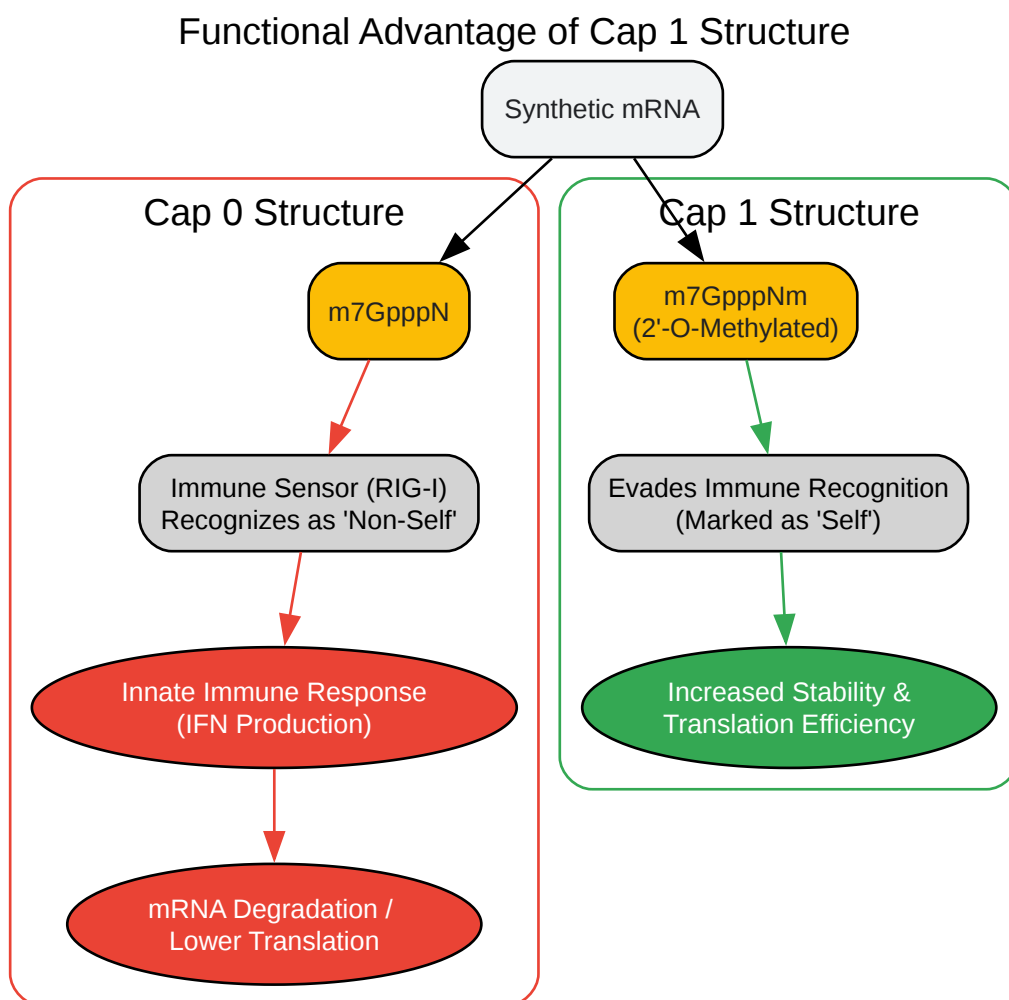 Functional Advantage of Cap 1 Structure
Synthetic mRNA
Cap 0 Structure
m7GpppN
Immune Sensor (RIG-I)
Recognizes as 'Non-Self'
Innate Immune Response
(IFN Production)
mRNA Degradation /
Lower Translation
Cap 1 Structure
m7GpppNm
(2'-O-Methylated)
Evades Immune Recognition
(Marked as 'Self')
Increased Stability &
Translation Efficiency